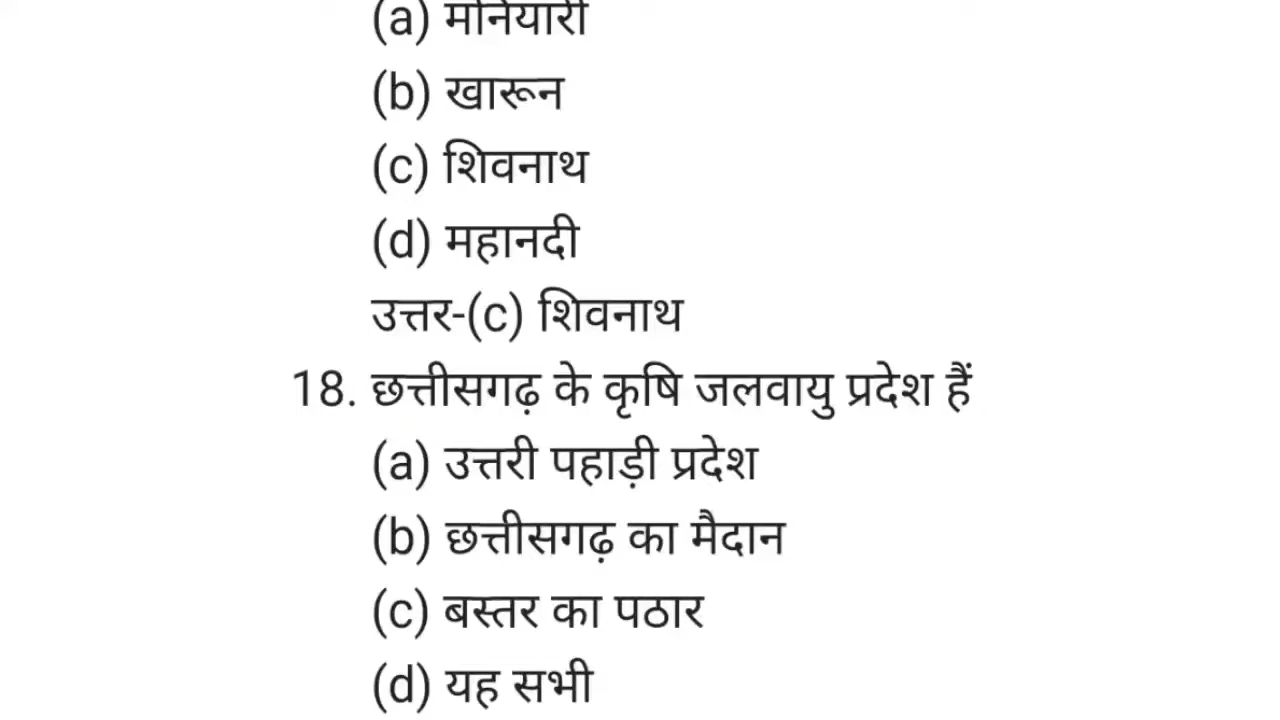 (a) मनियारी
(b) खारून
(c) शिवनाथ
(d) महानदी
उत्तर-(c) शिवनाथ
18. छत्तीसगढ़ के कृषि जलवायु प्रदेश हैं
(a) उत्तरी पहाड़ी प्रदेश
(b) छत्तीसगढ़ का मैदान
(c) बस्तर का पठार
(d) यह सभी